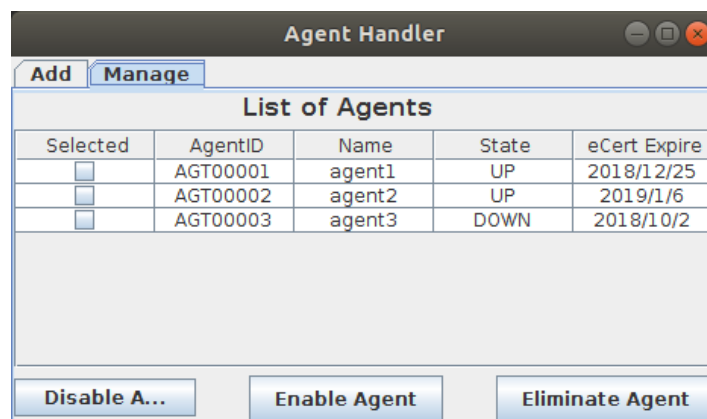 Agent Handler
Add Manage
List of Agents
Selected AgentID Name State eCert Expire
AGT00001 agent1 UP 2018/12/25
AGT00002 agent2 UP 2019/1/6
AGT00003 agent3 DOWN 2018/10/2
Disable A... Enable Agent Eliminate Agent